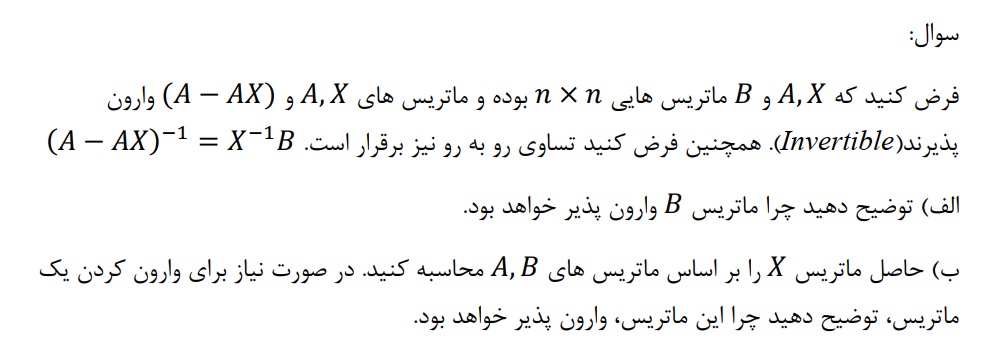 سوال:
فرض کنید که A, X و B ماتریس هایی n × n بوده و ماتریس های A, X و (A − AX) وارون
پذیرند(Invertible). همچنین فرض کنید تساوی رو به رو نیز برقرار است. (A − AX)⁻¹ = X⁻¹B
الف) توضیح دهید چرا ماتریس B وارون پذیر خواهد بود.
ب) حاصل ماتریس X را بر اساس ماتریس های A, B محاسبه کنید. در صورت نیاز برای وارون کردن یک
ماتریس، توضیح دهید چرا این ماتریس، وارون پذیر خواهد بود.